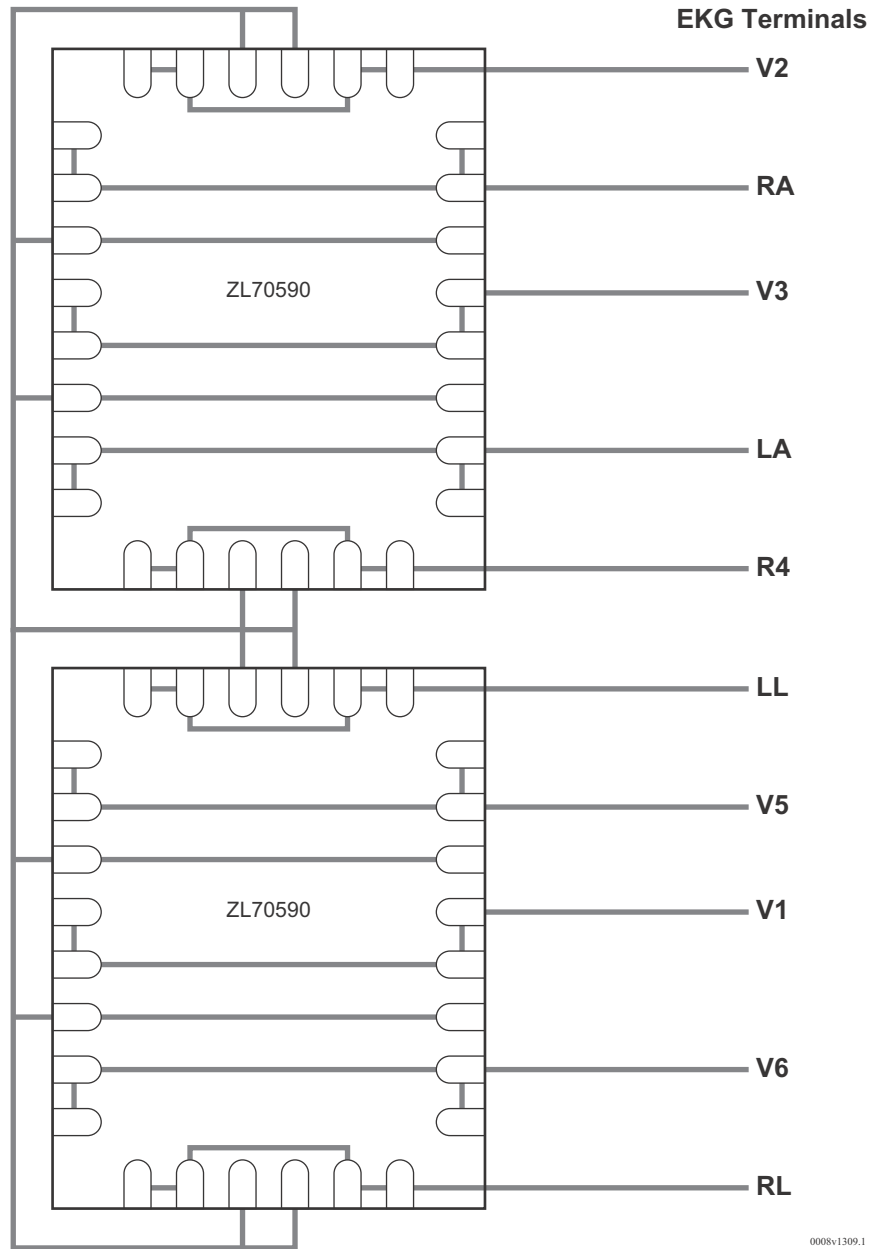 EKG Terminals
V2
RA
ZL70590
V3
LA
R4
LL
V5
ZL70590
V1
V6
RL
0008v1309.1